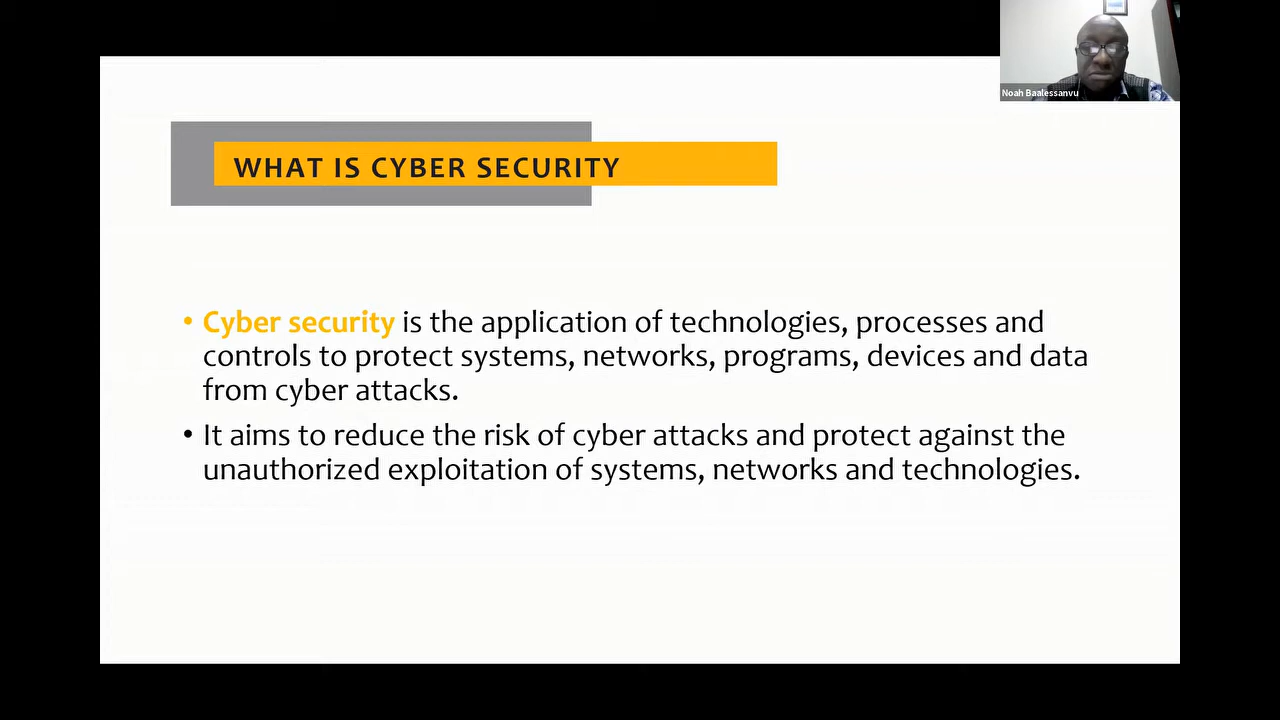 Noah Baalessanvu
WHAT IS CYBER SECURITY
• Cyber security is the application of technologies, processes and
controls to protect systems, networks, programs, devices and data
from cyber attacks.
• It aims to reduce the risk of cyber attacks and protect against the
unauthorized exploitation of systems, networks and technologies.